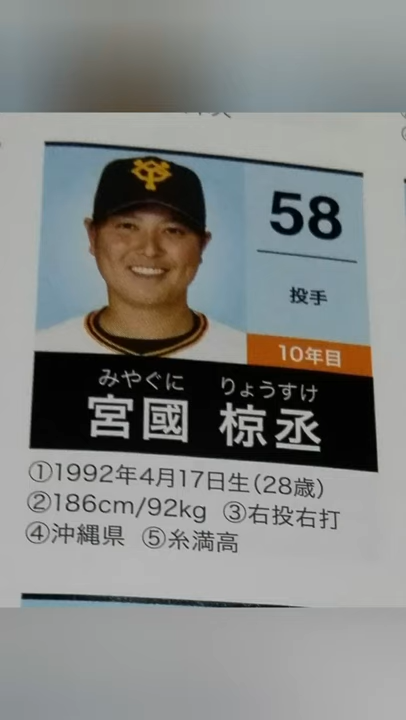 58
投手
10年目
みやぐに りょうすけ
宮國 椋丞
①1992年4月17日生(28歳)
②186cm/92kg ③右投右打
④沖縄県 ⑤糸満高